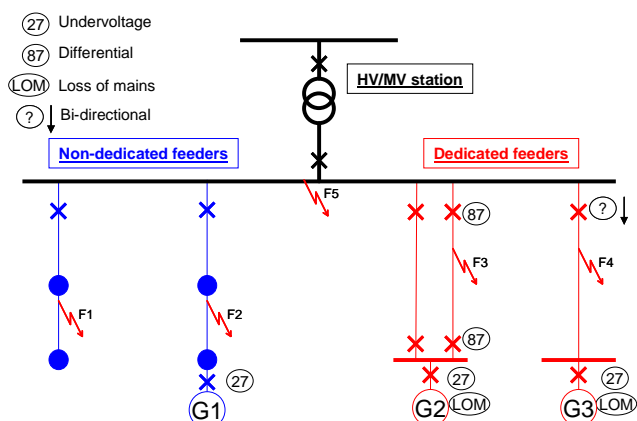 27 Undervoltage
87 Differential
LOM Loss of mains
? Bi-directional
HV/MV station
Non-dedicated feeders
Dedicated feeders
F5
87
?
F1
F2
F3
F4
87
27
27
27
G1
G2
LOM
G3
LOM